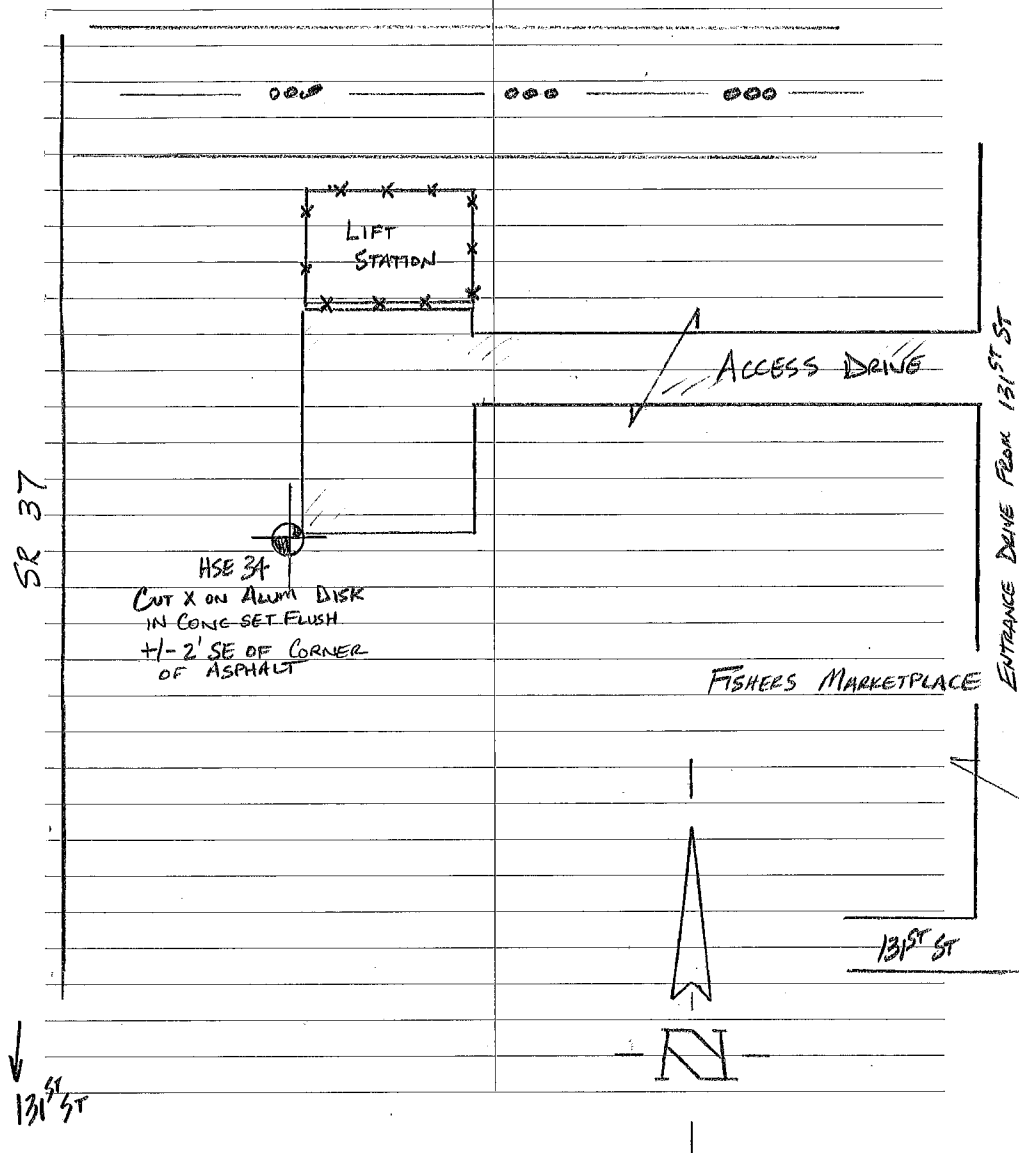 LIFT
STATION
ACCESS DRIVE
ENTRANCE DRIVE FROM 131ST ST
SR 37
HSE 34
CUT X ON ALUM DISK
IN CONC SET FLUSH
+/- 2' SE OF CORNER
OF ASPHALT
FISHERS MARKETPLACE
131ST ST
N
131ST ST